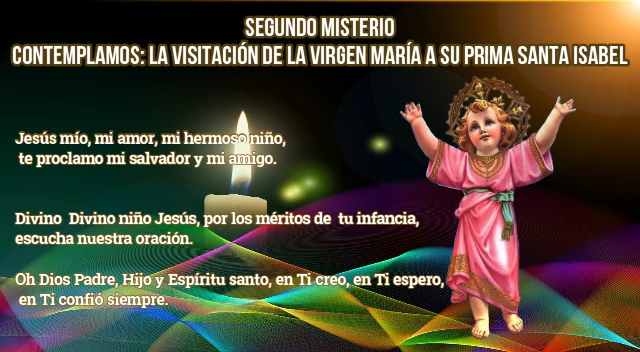 SEGUNDO MISTERIO
CONTEMPLAMOS: LA VISITACIÓN DE LA VIRGEN MARÍA A SU PRIMA SANTA ISABEL
Jesús mío, mi amor, mi hermoso niño,
te proclamo mi salvador y mi amigo.
Divino Divino niño Jesús, por los méritos de tu infancia,
escucha nuestra oración.
Oh Dios Padre, Hijo y Espíritu santo, en Ti creo, en Ti espero,
en Ti confió siempre.